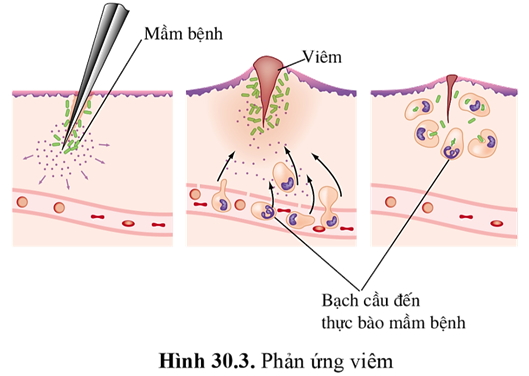 Mầm bệnh
Viêm
Bạch cầu đến
thực bào mầm bệnh
Hình 30.3. Phản ứng viêm